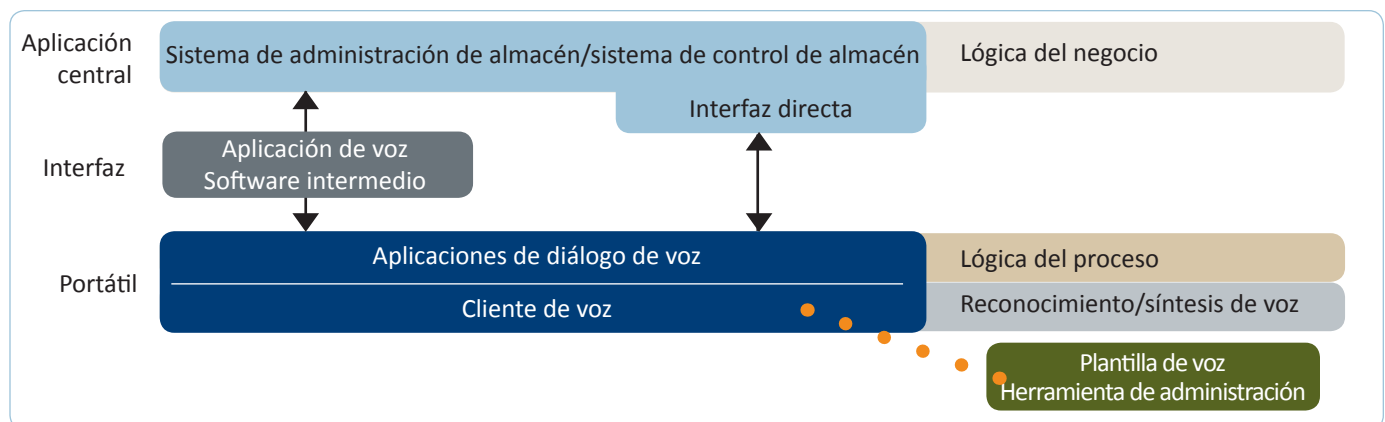 Aplicación
central
Sistema de administración de almacén/sistema de control de almacén
Lógica del negocio
Interfaz directa
Interfaz
Aplicación de voz
Software intermedio
Portátil
Aplicaciones de diálogo de voz
Lógica del proceso
Cliente de voz
Reconocimiento/síntesis de voz
Plantilla de voz
Herramienta de administración